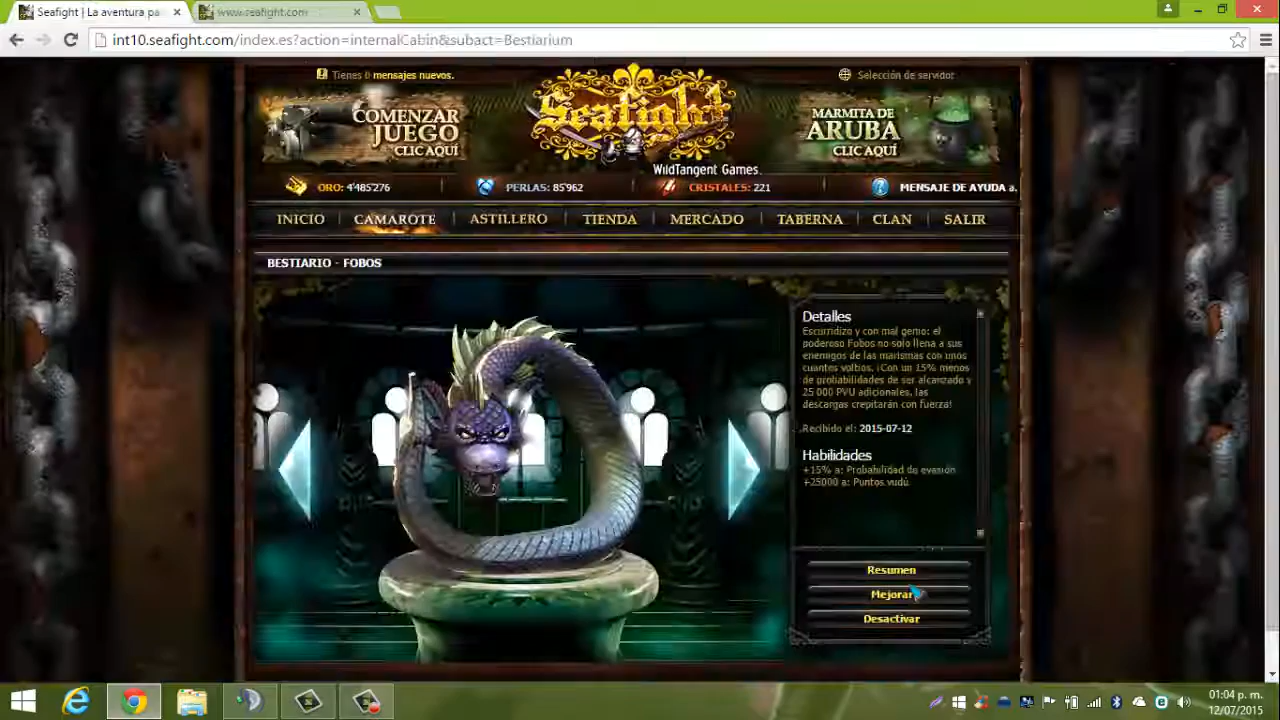 Seafight | La aventura pa
www.seafight.com
int10.seafight.com/index.es?action=internalCabin&subact=Bestiarium
Tienes 0 mensajes nuevos.
Selección de servidor
COMENZAR
JUEGO
CLIC AQUÍ
Seafight
WildTangent Games
MARMITA DE
ARUBA
CLIC AQUÍ
ORO: 4'485'276
PERLAS: 85'962
CRISTALES: 221
MENSAJE DE AYUDA a.
INICIO
CAMAROTE
ASTILLERO
TIENDA
MERCADO
TABERNA
CLAN
SALIR
BESTIARIO - FOBOS
Detalles
Escurridizo y con mal genio: el
poderoso Fobos no solo llena a sus
enemigos de las marismas con unos
cuantos voltios. ¡Con un 15% menos
de probabilidades de ser alcanzado y
25 000 PVU adicionales, las
descargas crepitarán con fuerza!
Recibido el: 2015-07-12
Habilidades
+15% a: Probabilidad de evasión
+25000 a: Puntos vudú
Resumen
Mejorar
Desactivar
01:04 p. m.
12/07/2015